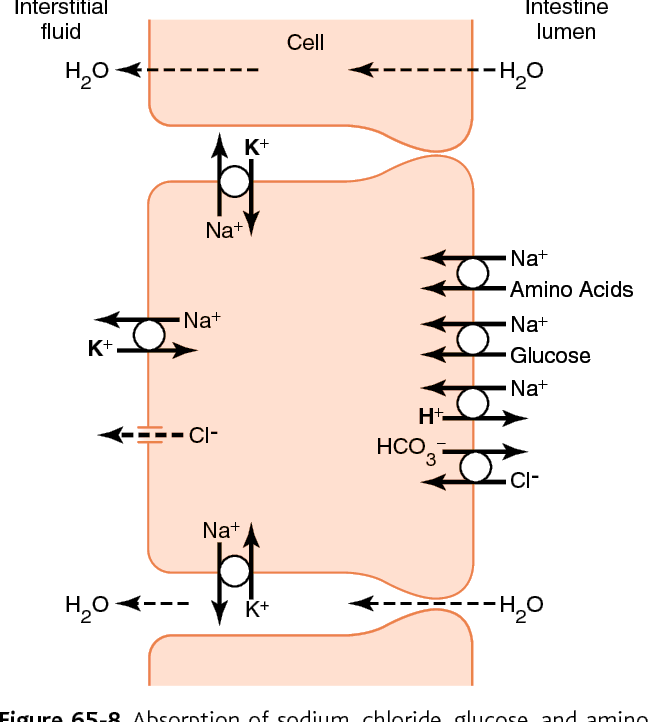 Interstitial
fluid
Intestine
lumen
Cell
H₂O
H₂O
K⁺
Na⁺
Na⁺
Amino Acids
Na⁺
K⁺
Na⁺
Glucose
Na⁺
H⁺
HCO₃⁻
Cl⁻
Cl⁻
Na⁺
K⁺
H₂O
H₂O
Figure 65-8 Absorption of sodium, chloride, glucose, and amino